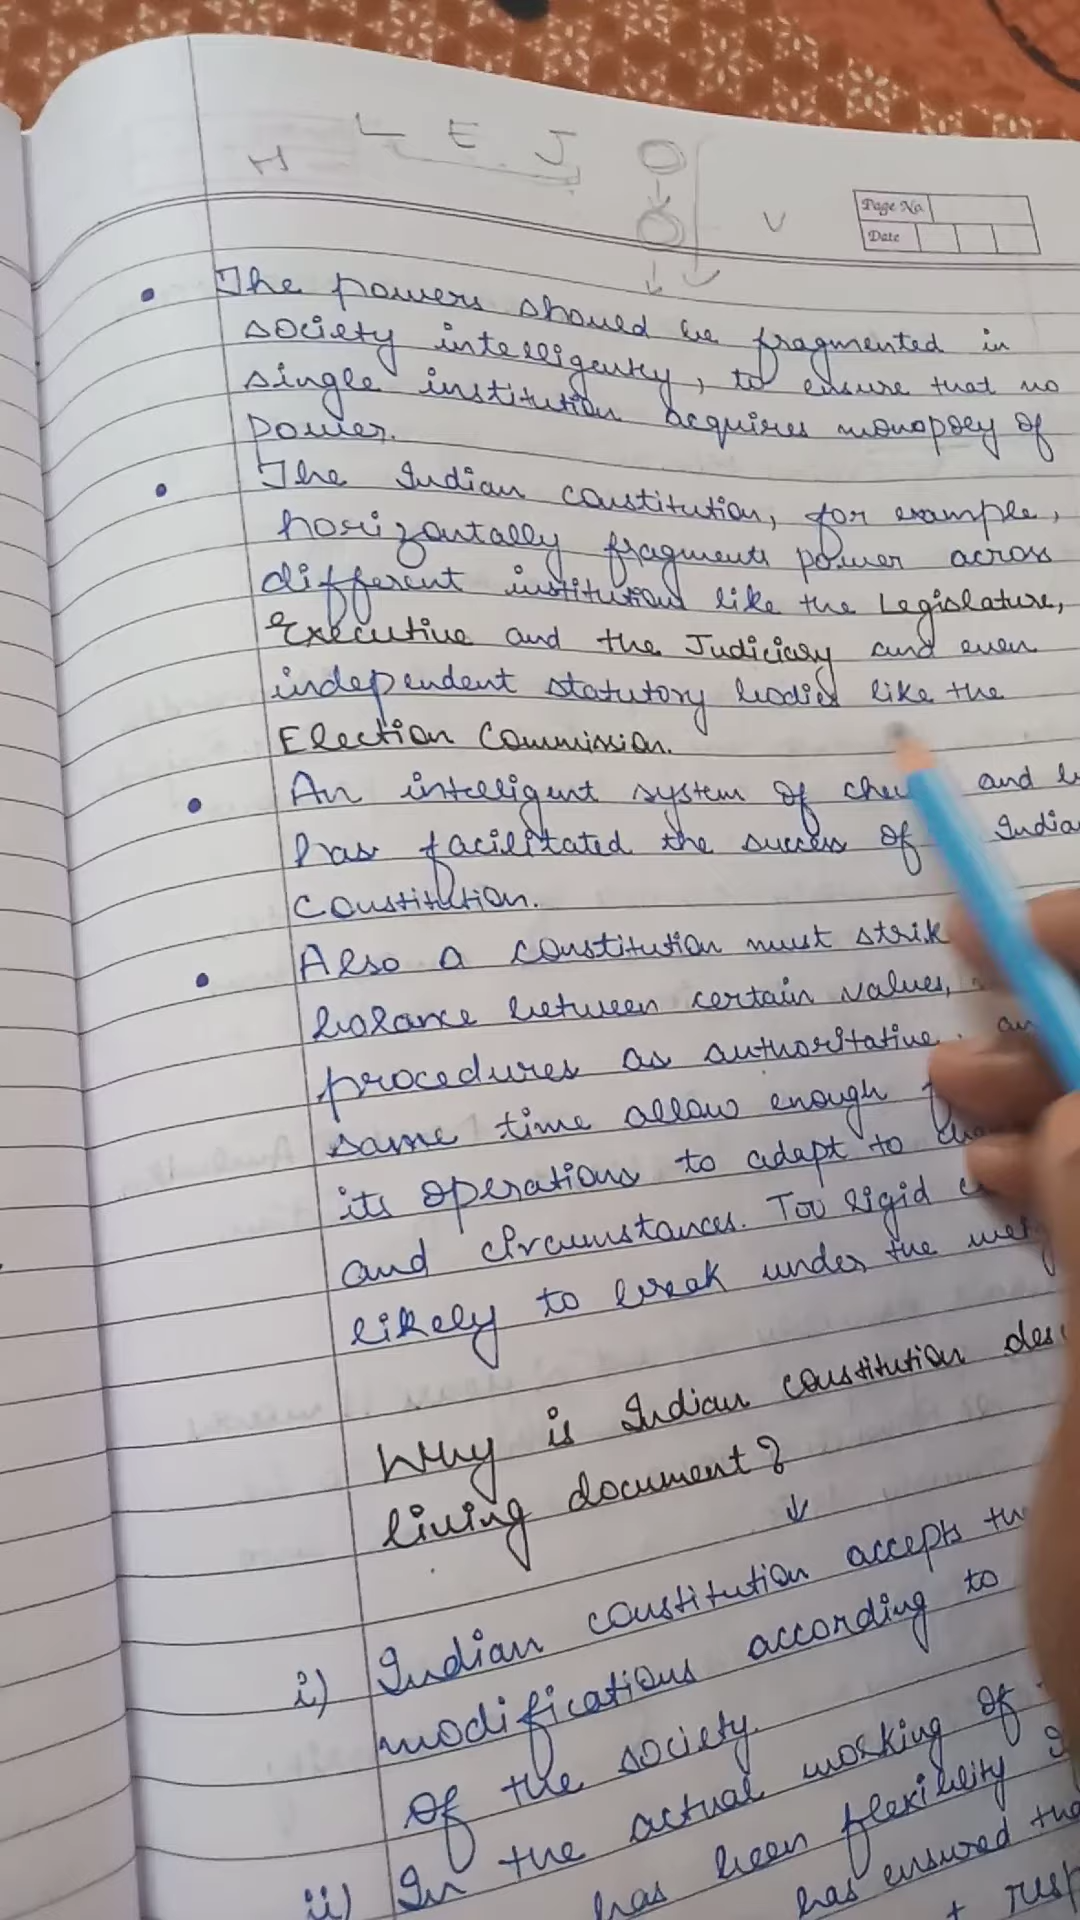 L E J O
H
O V
Page No.
Date
The powers should be fragmented in
society intelligently, to ensure that no
single institution acquires monopoly of
power.
The Indian constitution, for example,
horizontally fragments power across
different institutions like the Legislature,
Executive and the Judiciary and even
independent statutory bodies like the
Election Commission.
An intelligent system of and
has facilitated the success of
constitution.
Also a constitution must
balance between certain values,
procedures as authoritative.
same time allow enough
its operations to adapt to
and circumstances. Too rigid
likely to break under the
Why is Indian constitution
living document?
i) Indian constitution accepts
modifications according to
of the society.
ii) In the actual working of
has been flexibility
has ensured